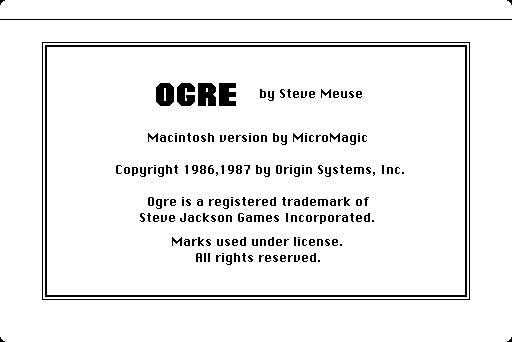 OGRE by Steve Meuse
Macintosh version by MicroMagic
Copyright 1986,1987 by Origin Systems, Inc.
Ogre is a registered trademark of
Steve Jackson Games Incorporated.
Marks used under license.
All rights reserved.